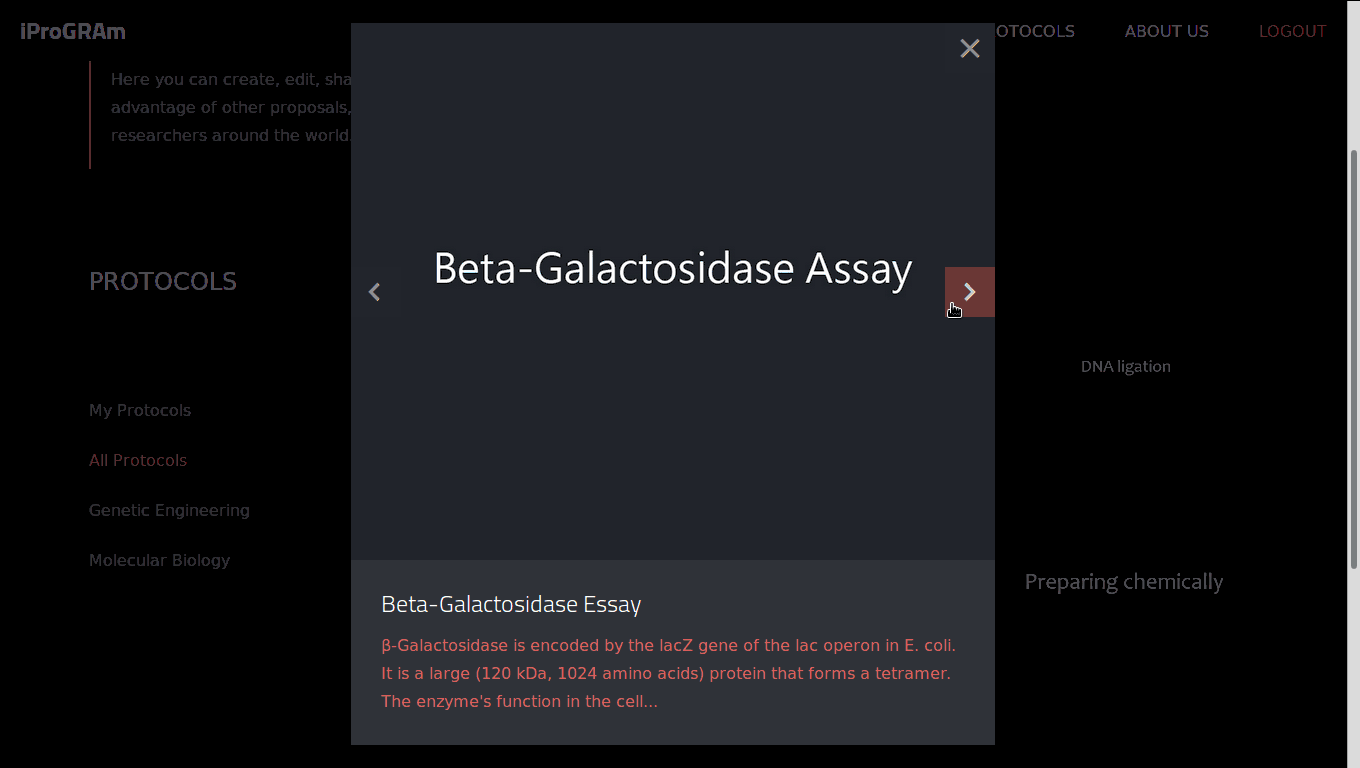 iProGRAm
OTOCOLS ABOUT US LOGOUT
Here you can create, edit, sha
advantage of other proposals,
researchers around the world.
PROTOCOLS
My Protocols
All Protocols
Genetic Engineering
Molecular Biology
Beta-Galactosidase Assay
Beta-Galactosidase Essay
β-Galactosidase is encoded by the lacZ gene of the lac operon in E. coli.
It is a large (120 kDa, 1024 amino acids) protein that forms a tetramer.
The enzyme's function in the cell...
DNA ligation
Preparing chemically